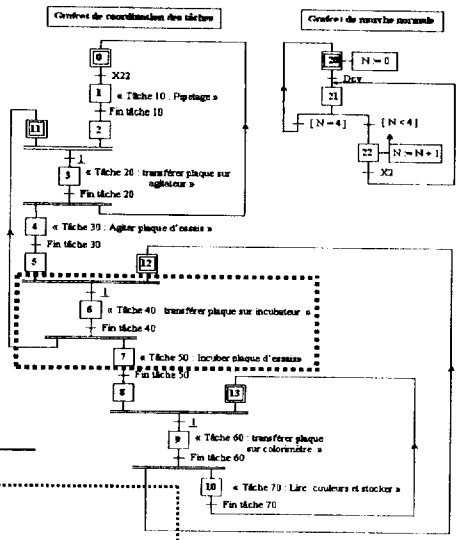 Grafcet de coordination des tâches
Grafcet de marche normale
0
X22
1 « Tâche 10 : Pipetage »
Fin tâche 10
11
2
1
3 « Tâche 20 : transférer plaque sur
agitateur »
Fin tâche 20
4 « Tâche 30 : Agiter plaque d'essais »
Fin tâche 30
5
12
1
6 « Tâche 40 transférer plaque sur incubateur »
Fin tâche 40
7 « Tâche 50 : Incuber plaque d'essais»
Fin tâche 50
8
13
1
9 « Tâche 60 : transférer plaque
sur colorimètre »
Fin tâche 60
10 « Tâche 70 : Lire couleurs et stocker »
Fin tâche 70
20
N := 0
Dcy
21
[ N = 4 ]
[ N < 4 ]
22
N := N + 1
X2